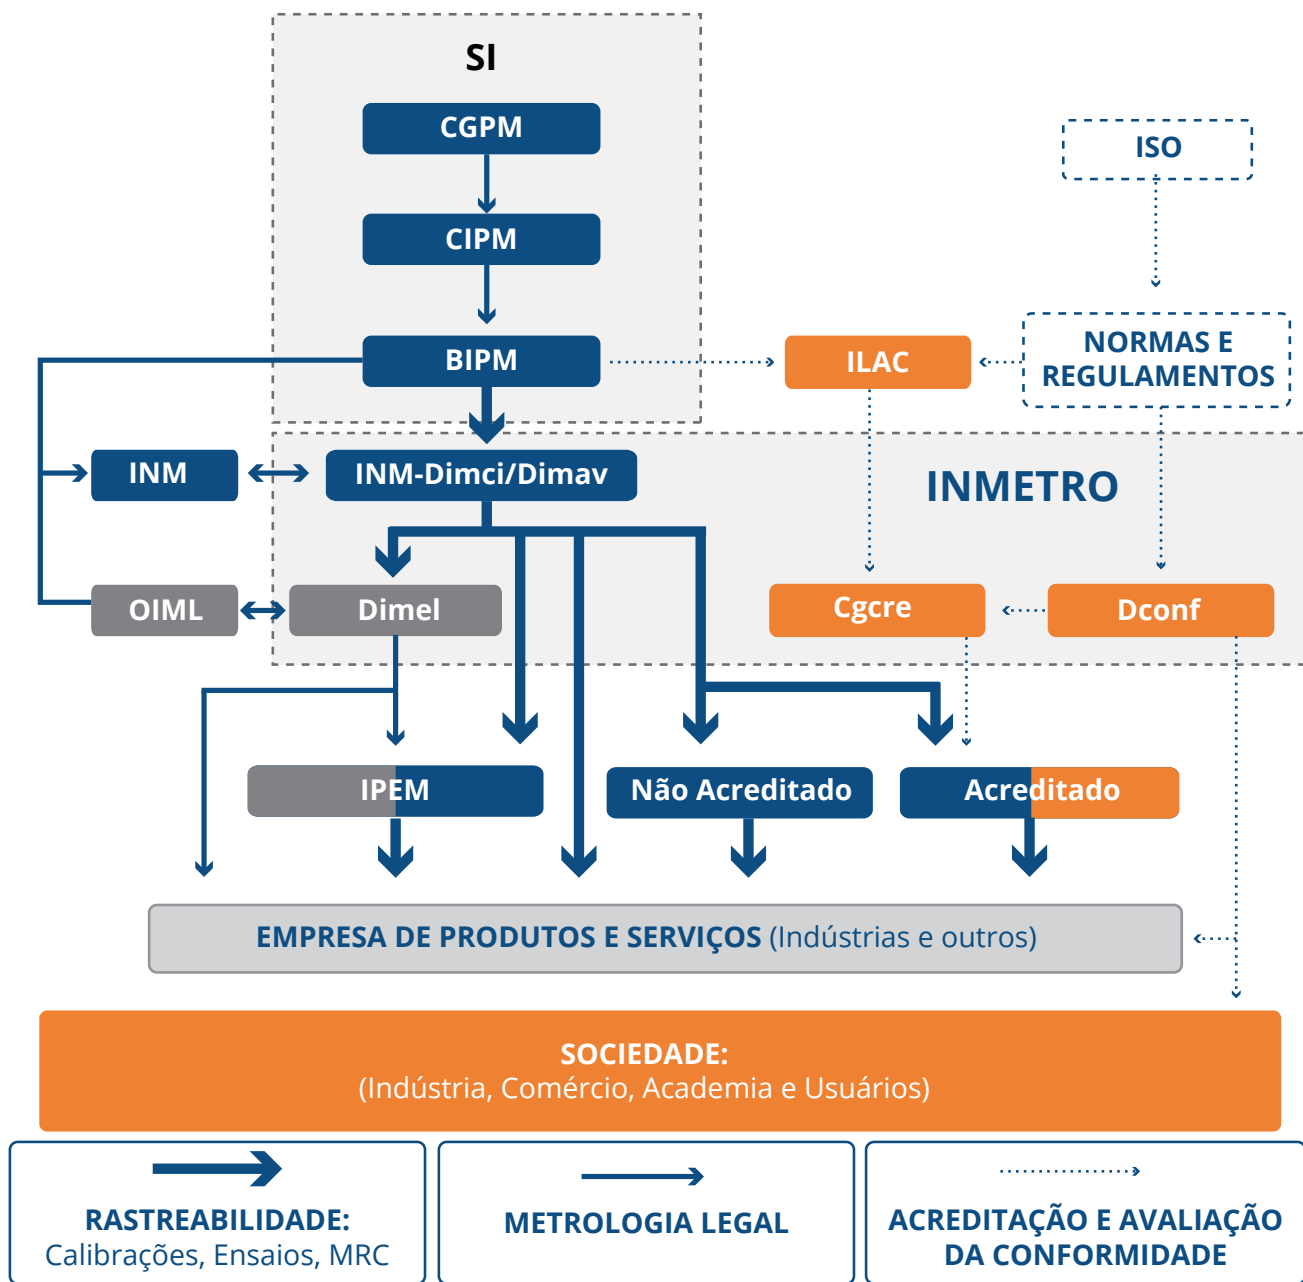 SI
CGPM
ISO
CIPM
BIPM
ILAC
NORMAS E
REGULAMENTOS
INM
INM-Dimci/Dimav
INMETRO
OIML
Dimel
Cgcre
Dconf
IPEM
Não Acreditado
Acreditado
EMPRESA DE PRODUTOS E SERVIÇOS (Indústrias e outros)
SOCIEDADE:
(Indústria, Comércio, Academia e Usuários)
RASTREABILIDADE:
Calibrações, Ensaios, MRC
METROLOGIA LEGAL
ACREDITAÇÃO E AVALIAÇÃO
DA CONFORMIDADE